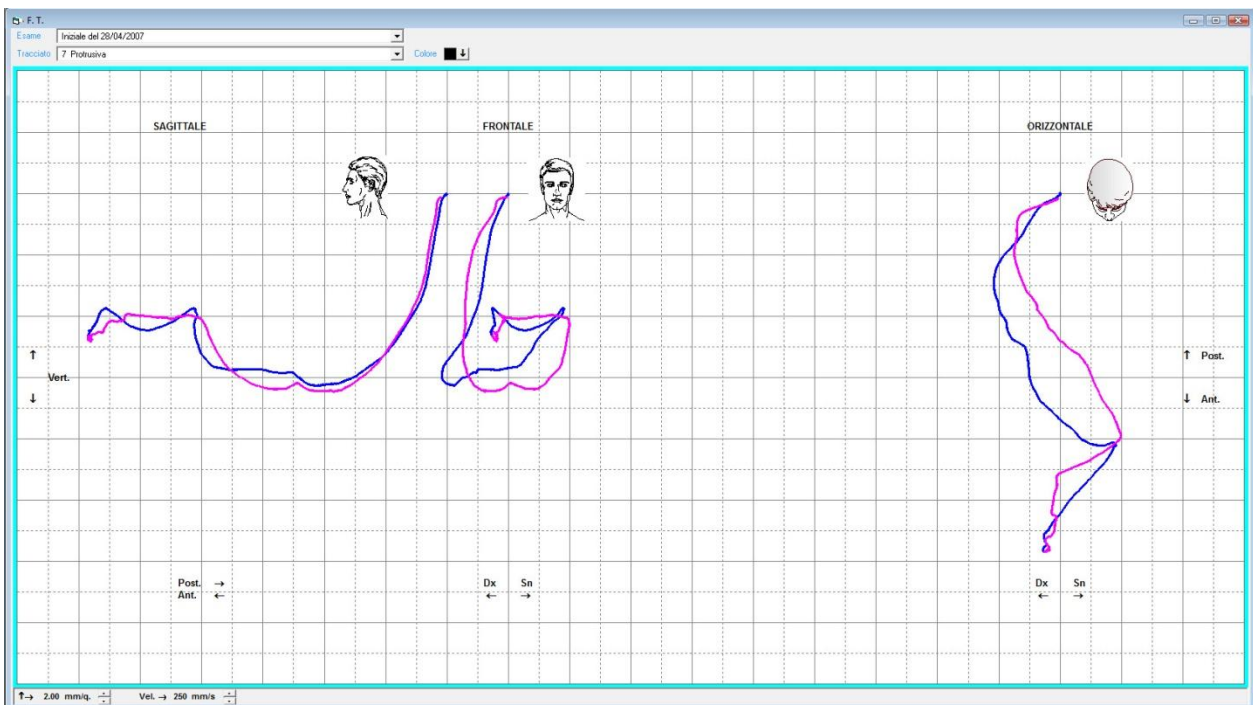 F. T.
Esame Iniziale del 28/04/2007
Tracciato 7 Protrusiva Colore
SAGITTALE FRONTALE ORIZZONTALE
↑ ↑ Post.
Vert.
↓ ↓ Ant.
Post. → Dx Sn Dx Sn
Ant. ← ← → ← →
↑→ 2.00 mm/q. Vel. → 250 mm/s